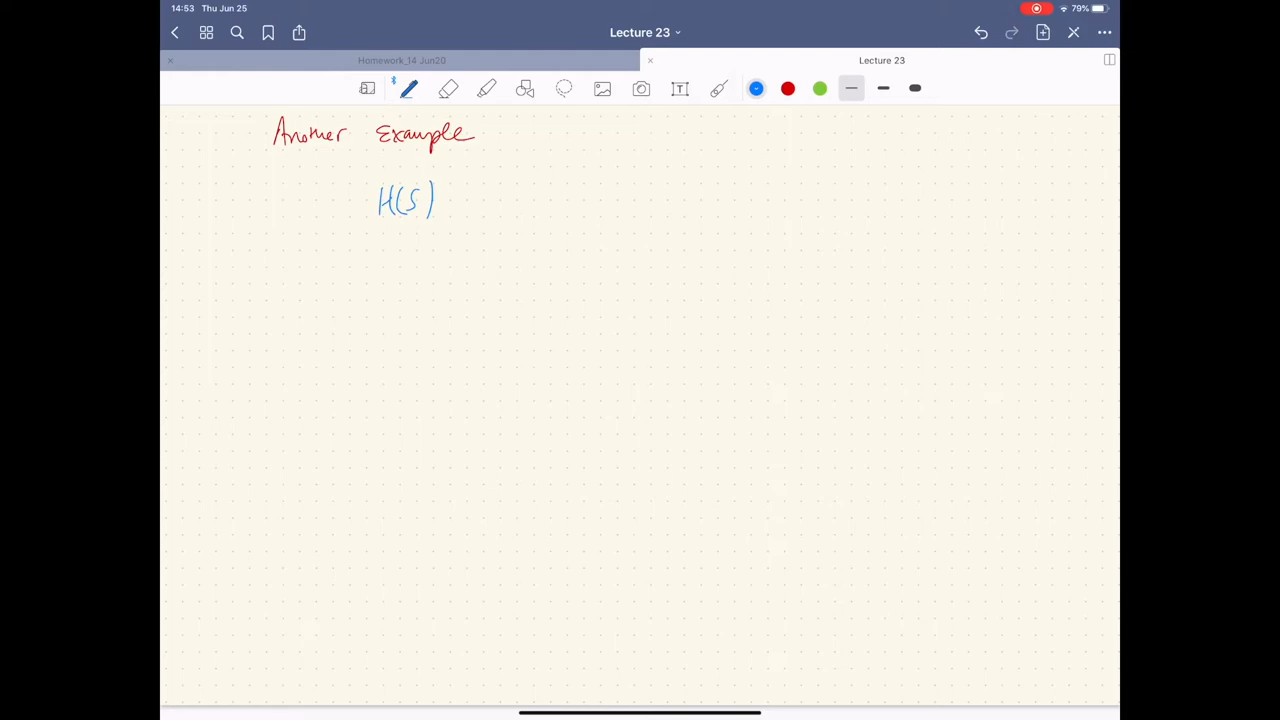 14:53 Thu Jun 25
79%
Lecture 23
Homework_14 Jun20
Lecture 23
T
Another Example
H(S)